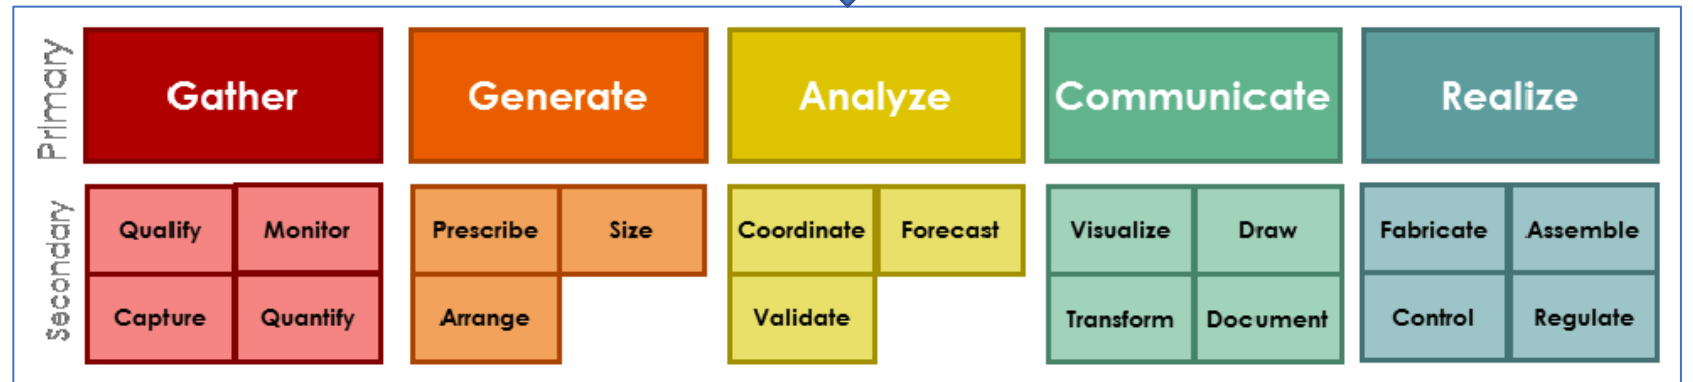 Primary
Gather Generate Analyze Communicate Realize
Secondary
Qualify Monitor Prescribe Size Coordinate Forecast Visualize Draw Fabricate Assemble
Capture Quantify Arrange Validate Transform Document Control Regulate